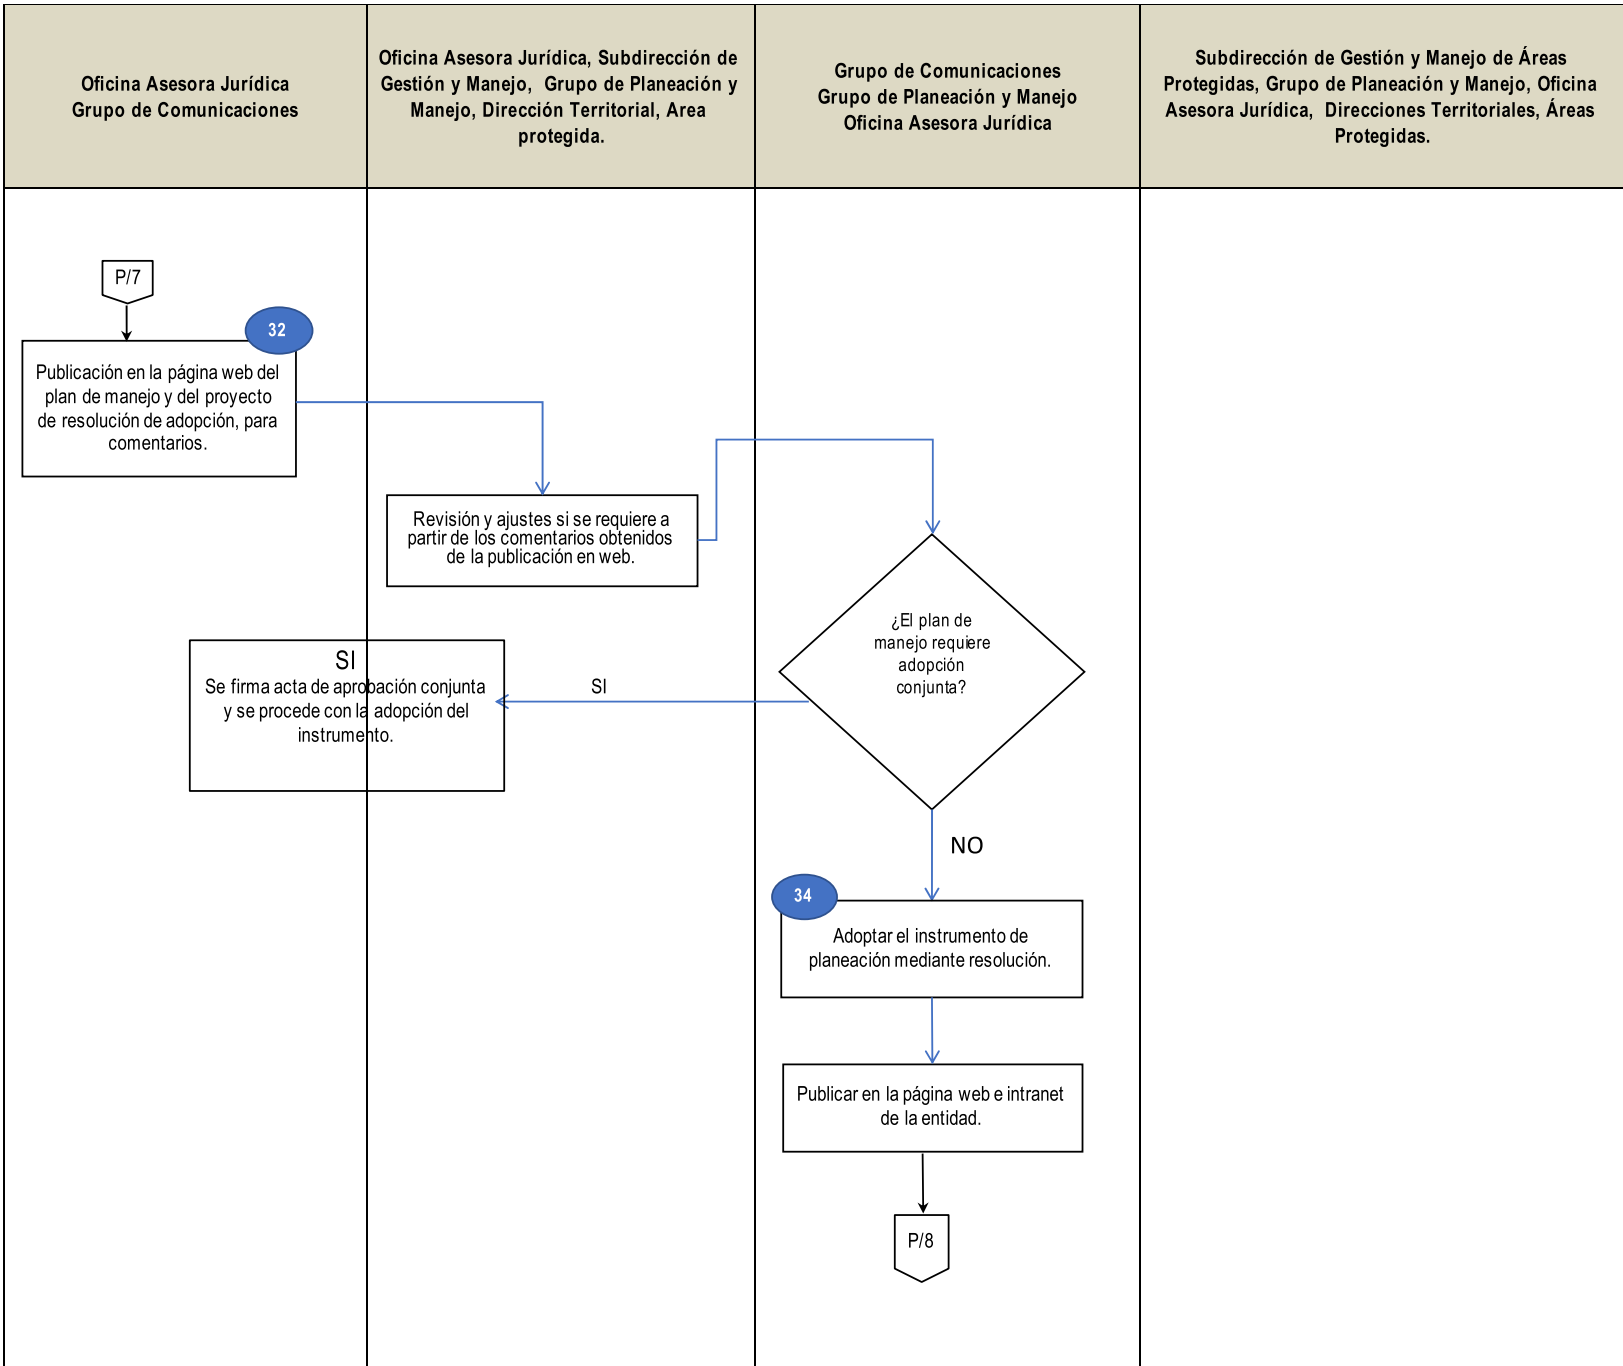 Oficina Asesora Jurídica
Grupo de Comunicaciones
Oficina Asesora Jurídica, Subdirección de
Gestión y Manejo, Grupo de Planeación y
Manejo, Dirección Territorial, Area
protegida.
Grupo de Comunicaciones
Grupo de Planeación y Manejo
Oficina Asesora Jurídica
Subdirección de Gestión y Manejo de Áreas
Protegidas, Grupo de Planeación y Manejo, Oficina
Asesora Jurídica, Direcciones Territoriales, Áreas
Protegidas.
P/7
32
Publicación en la página web del
plan de manejo y del proyecto
de resolución de adopción, para
comentarios.
Revisión y ajustes si se requiere a
partir de los comentarios obtenidos
de la publicación en web.
¿El plan de
manejo requiere
adopción
conjunta?
SI
SI
Se firma acta de aprobación conjunta
y se procede con la adopción del
instrumento.
NO
34
Adoptar el instrumento de
planeación mediante resolución.
Publicar en la página web e intranet
de la entidad.
P/8